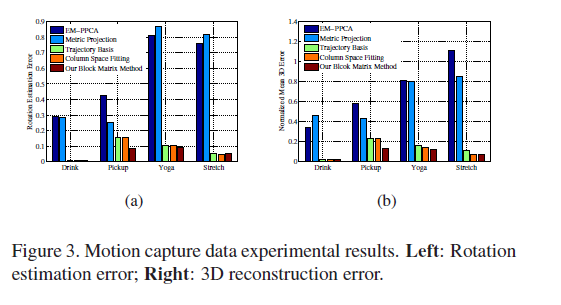 0.9
0.8
0.7
0.6
0.5
0.4
0.3
0.2
0.1
0
Rotation Estimation Error
EM−PPCA
Metric Projection
Trajectory Basis
Column Space Fitting
Our Block Matrix Method
Drink Pickup Yoga Stretch
(a)
1.4
1.2
1
0.8
0.6
0.4
0.2
0
Normalized Mean 3D Error
EM−PPCA
Metric Projection
Trajectory Basis
Column Space Fitting
Our Blcok Matrix Method
Drink Pickup Yoga Stretch
(b)
Figure 3. Motion capture data experimental results. Left: Rotation
estimation error; Right: 3D reconstruction error.